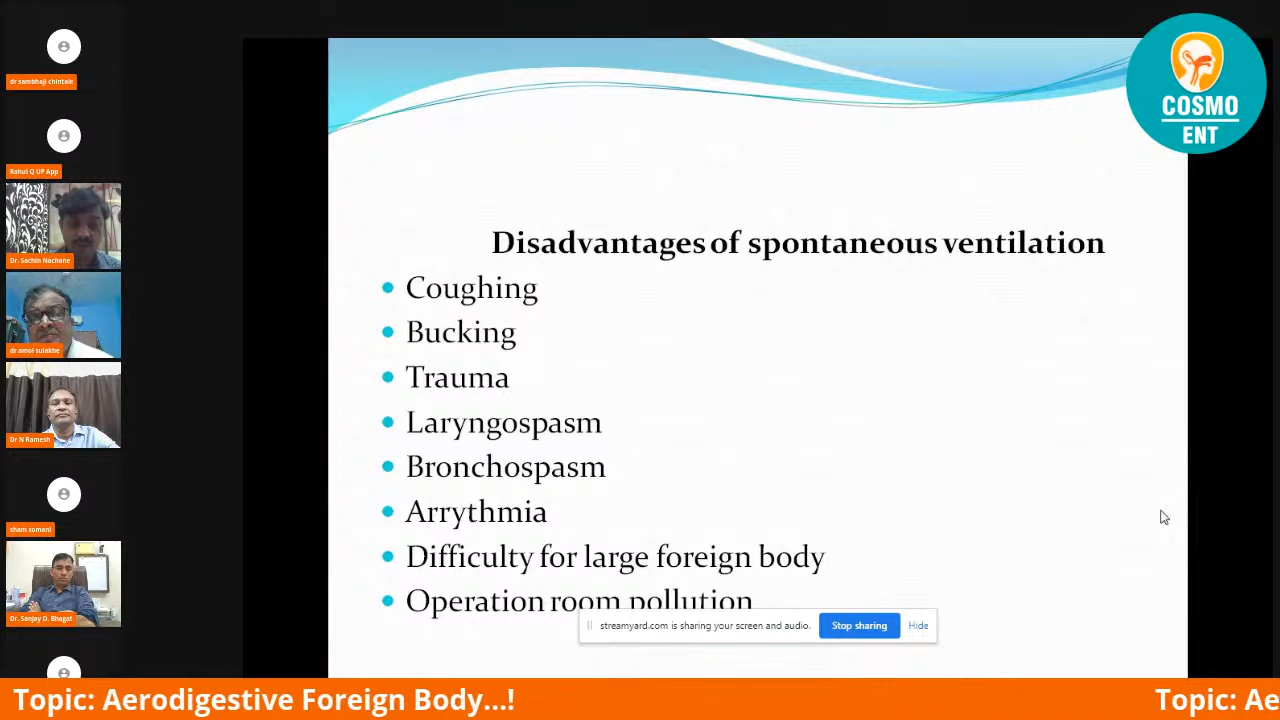 dr sambhaji chintale
Rahul Q UP App
Dr. Sachin Nachane
dr amol sulakhe
Dr N Ramesh
sham somani
Dr. Sanjay D. Bhagat
COSMO
ENT
Disadvantages of spontaneous ventilation
Coughing
Bucking
Trauma
Laryngospasm
Bronchospasm
Arrythmia
Difficulty for large foreign body
Operation room pollution
streamyard.com is sharing your screen and audio.
Stop sharing
Hide
Topic: Aerodigestive Foreign Body...! Topic: Ae